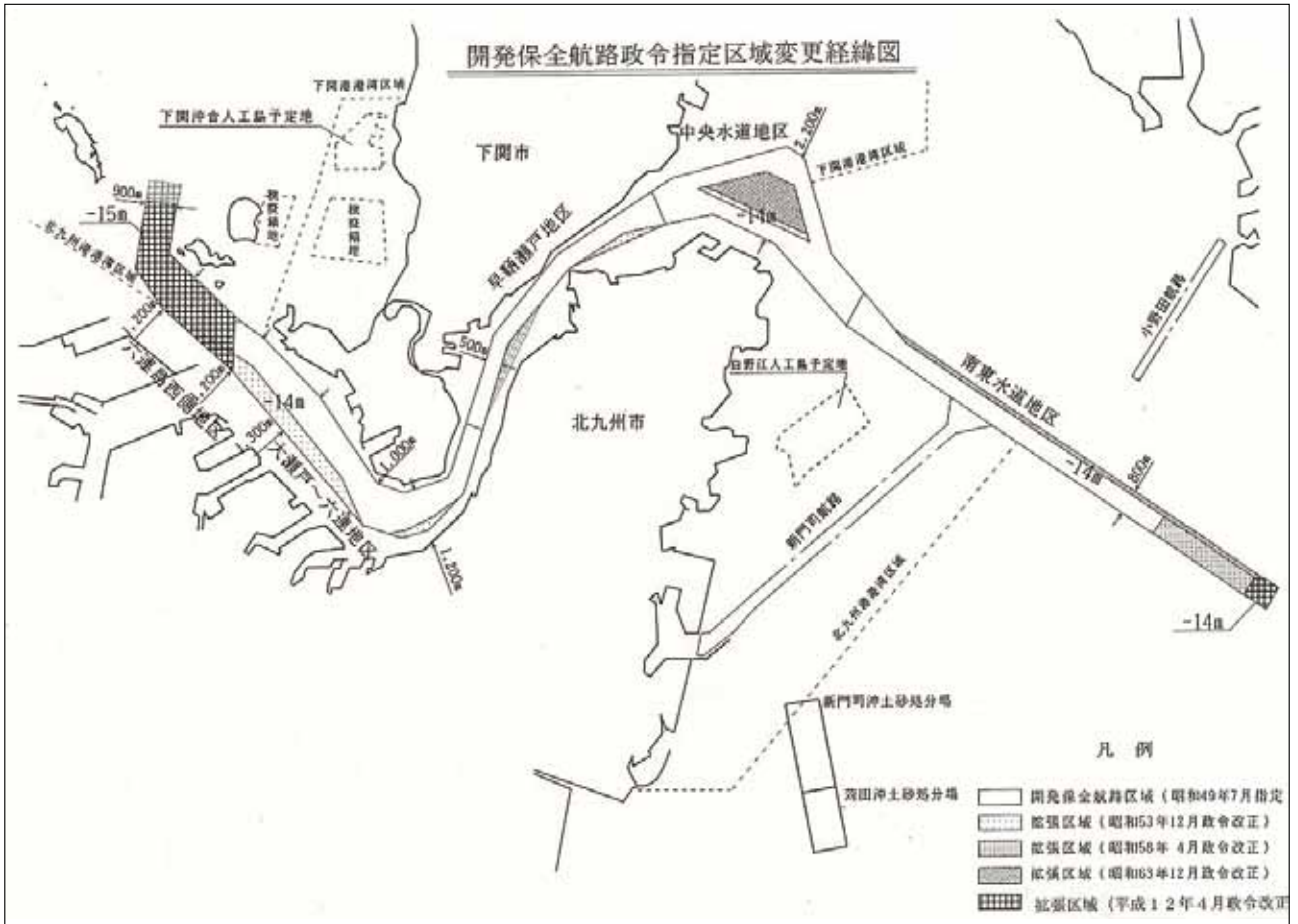 開発保全航路政令指定区域変更経緯図
下関港港湾区域
下関沖合人工島予定地
下関市
中央水道地区
2,200m
下関港港湾区域
900m
-15m
検疫錨地
検疫錨地
北九州港港湾区域
早鞆瀬戸地区
-14m
小野田航路
,200m
六連島西側地区
,200m
-14m
500m
白野江人工島予定地
南東水道地区
北九州市
,300m
大瀬戸~六連地区
1,000m
-14m
800m
新門司航路
1,200m
北九州港港湾区域
-14m
新門司沖土砂処分場
苅田沖土砂処分場
凡 例
開発保全航路区域(昭和49年7月指定
拡張区域(昭和53年12月政令改正)
拡張区域(昭和58年 4月政令改正)
拡張区域(昭和63年12月政令改正)
拡張区域(平成12年4月政令改正